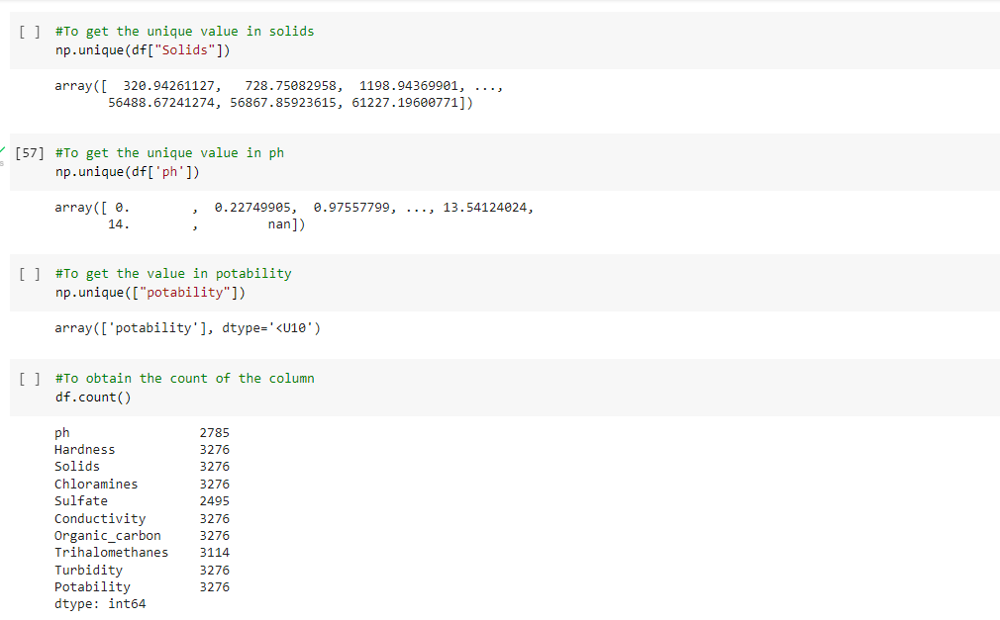 [ ] #To get the unique value in solids
np.unique(df["Solids"])
array([ 320.94261127, 728.75082958, 1198.94369901, ...,
56488.67241274, 56867.85923615, 61227.19600771])
[57] #To get the unique value in ph
np.unique(df['ph'])
array([ 0. , 0.22749905, 0.97557799, ..., 13.54124024,
14. , nan])
[ ] #To get the value in potability
np.unique(["potability"])
array(['potability'], dtype='<U10')
[ ] #To obtain the count of the column
df.count()
ph 2785
Hardness 3276
Solids 3276
Chloramines 3276
Sulfate 2495
Conductivity 3276
Organic_carbon 3276
Trihalomethanes 3114
Turbidity 3276
Potability 3276
dtype: int64